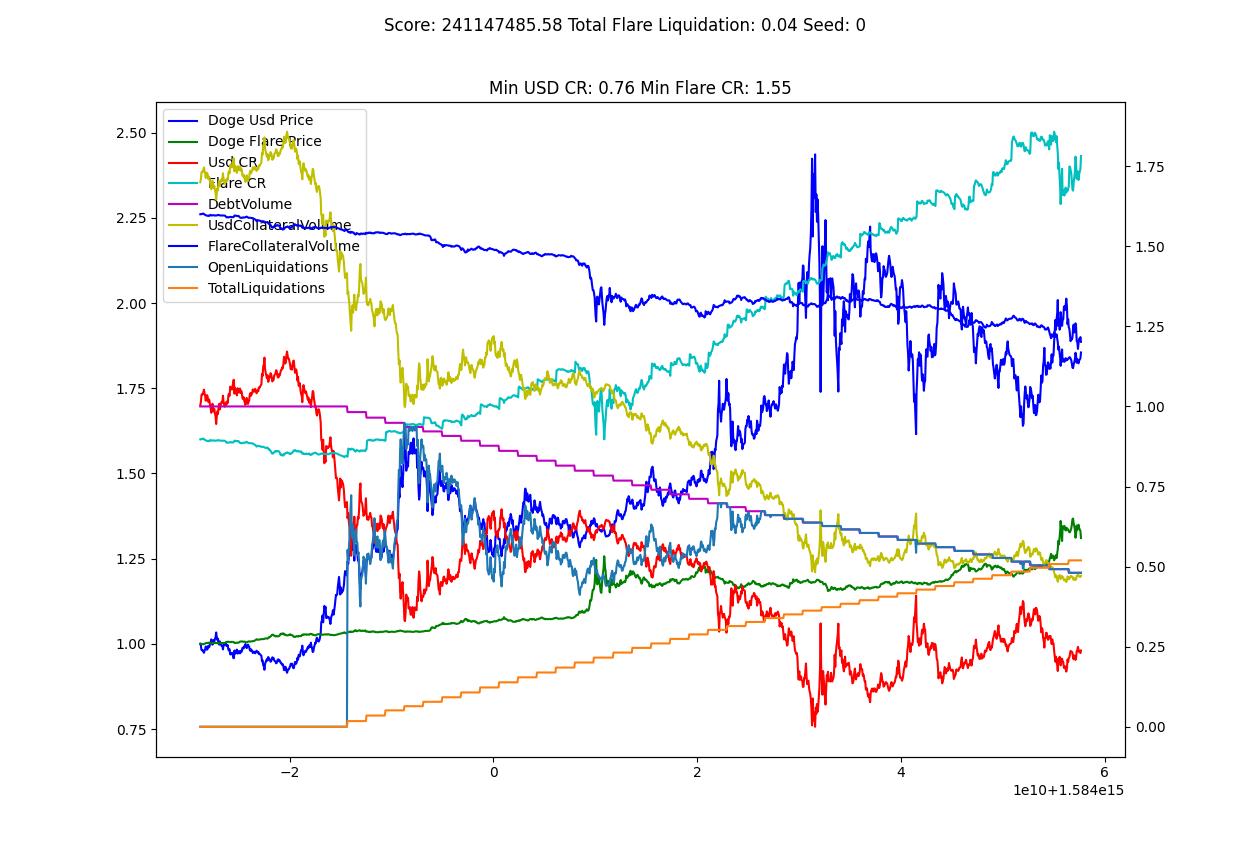 Score: 241147485.58 Total Flare Liquidation: 0.04 Seed: 0
Min USD CR: 0.76 Min Flare CR: 1.55
Doge Usd Price
Doge Flare Price
Usd CR
Flare CR
DebtVolume
UsdCollateralVolume
FlareCollateralVolume
OpenLiquidations
TotalLiquidations
2.50
2.25
2.00
1.75
1.50
1.25
1.00
0.75
1.75
1.50
1.25
1.00
0.75
0.50
0.25
0.00
−2 0 2 4 6
1e10+1.584e15